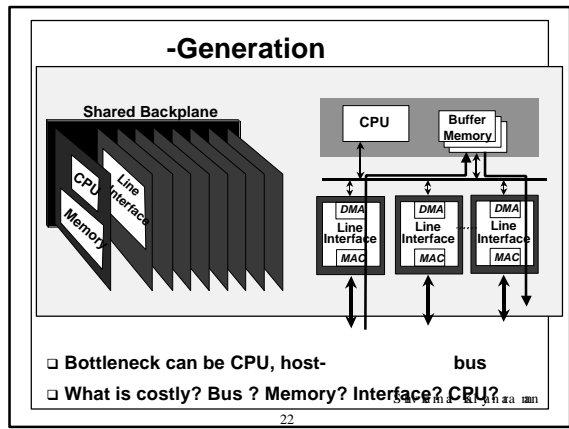 -Generation
Shared Backplane
CPU
Line
Interface
Memory
CPU
Buffer
Memory
DMA
Line
Interface
MAC
DMA
Line
Interface
MAC
......
DMA
Line
Interface
MAC
❑ Bottleneck can be CPU, host- bus
❑ What is costly? Bus ? Memory? Interface? CPU?
22